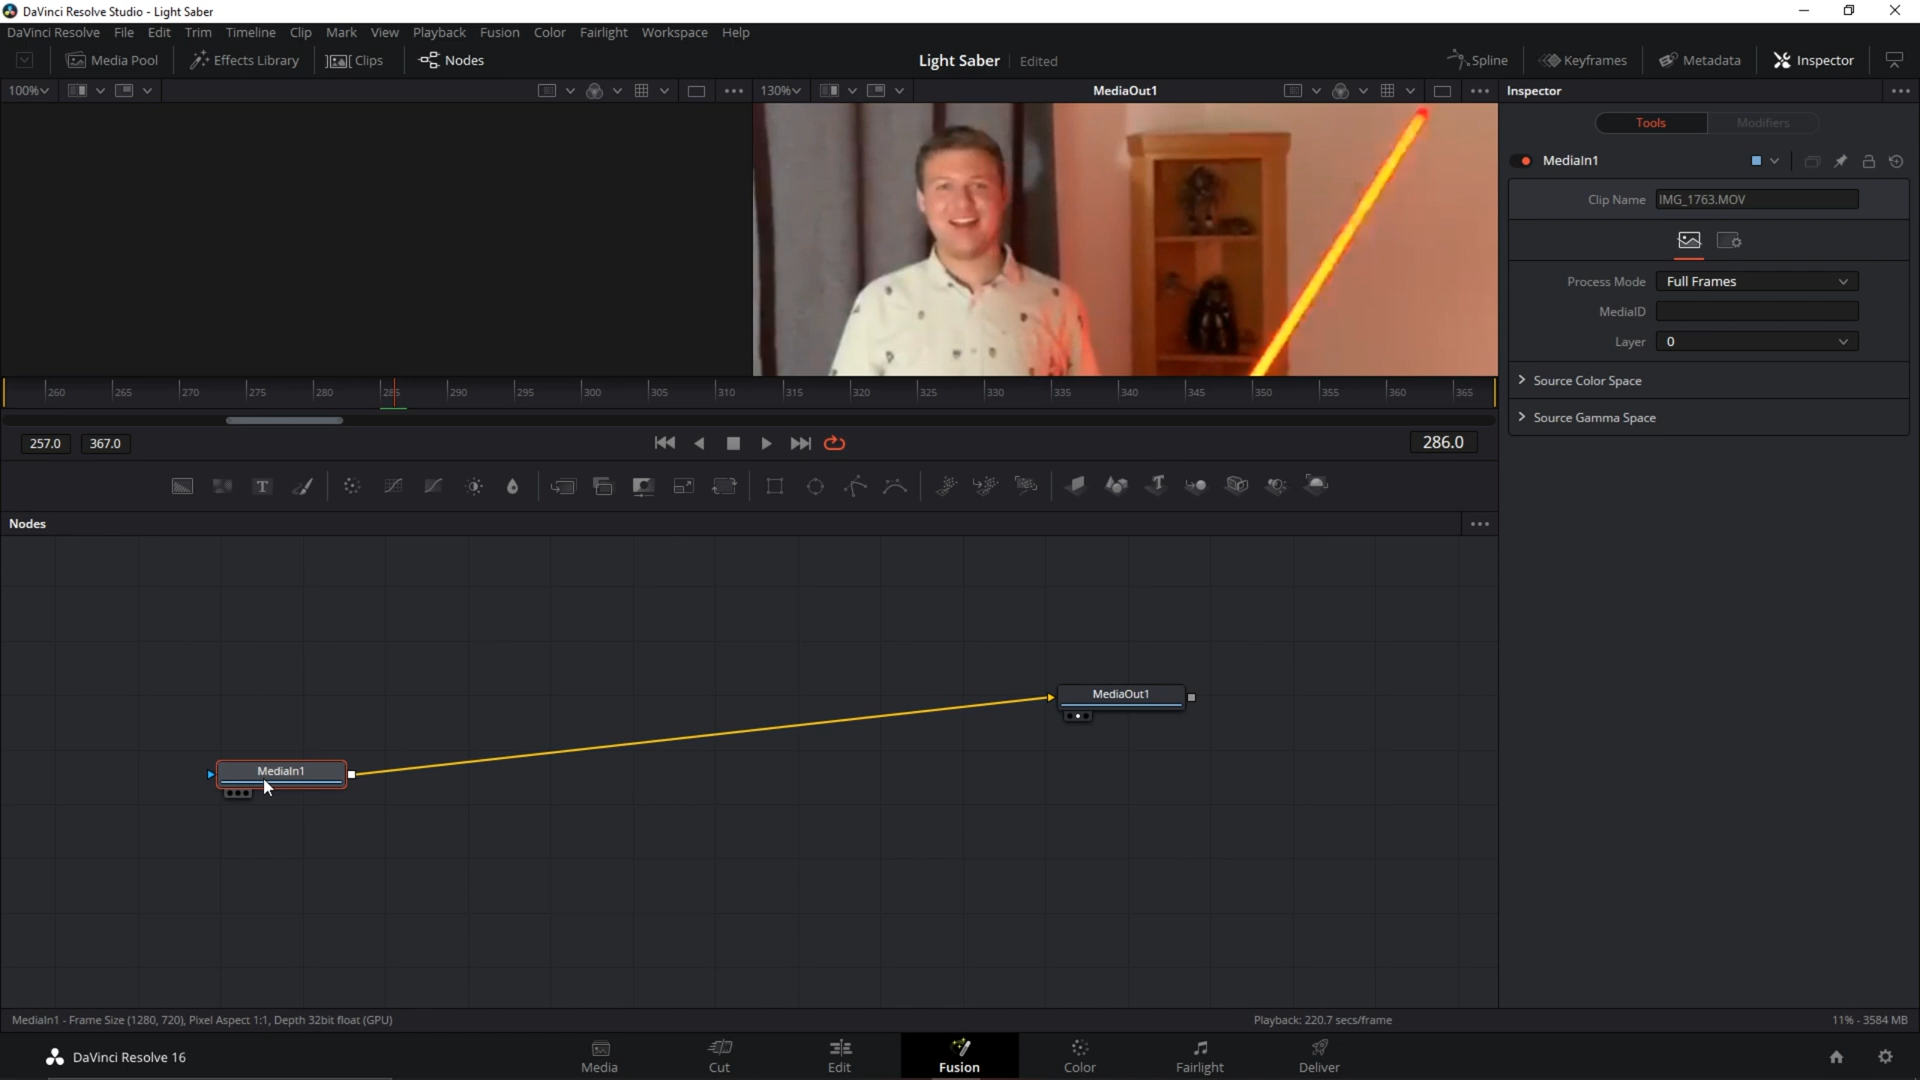 DaVinci Resolve Studio - Light Saber
DaVinci Resolve File Edit Trim Timeline Clip Mark View Playback Fusion Color Fairlight Workspace Help
Media Pool Effects Library Clips Nodes Light Saber Edited Spline Keyframes Metadata Inspector
100% 130% MediaOut1 Inspector
Tools Modifiers
MediaIn1
Clip Name IMG_1763.MOV
Process Mode Full Frames
MediaID
Layer 0
Source Color Space
Source Gamma Space
260 265 270 275 280 285 290 295 300 305 310 315 320 325 330 335 340 345 350 355 360 365
257.0 367.0 286.0
T
Nodes
MediaOut1
MediaIn1
MediaIn1 - Frame Size (1280, 720), Pixel Aspect 1:1, Depth 32bit float (GPU) Playback: 220.7 secs/frame 11% - 3584 MB
DaVinci Resolve 16 Media Cut Edit Fusion Color Fairlight Deliver